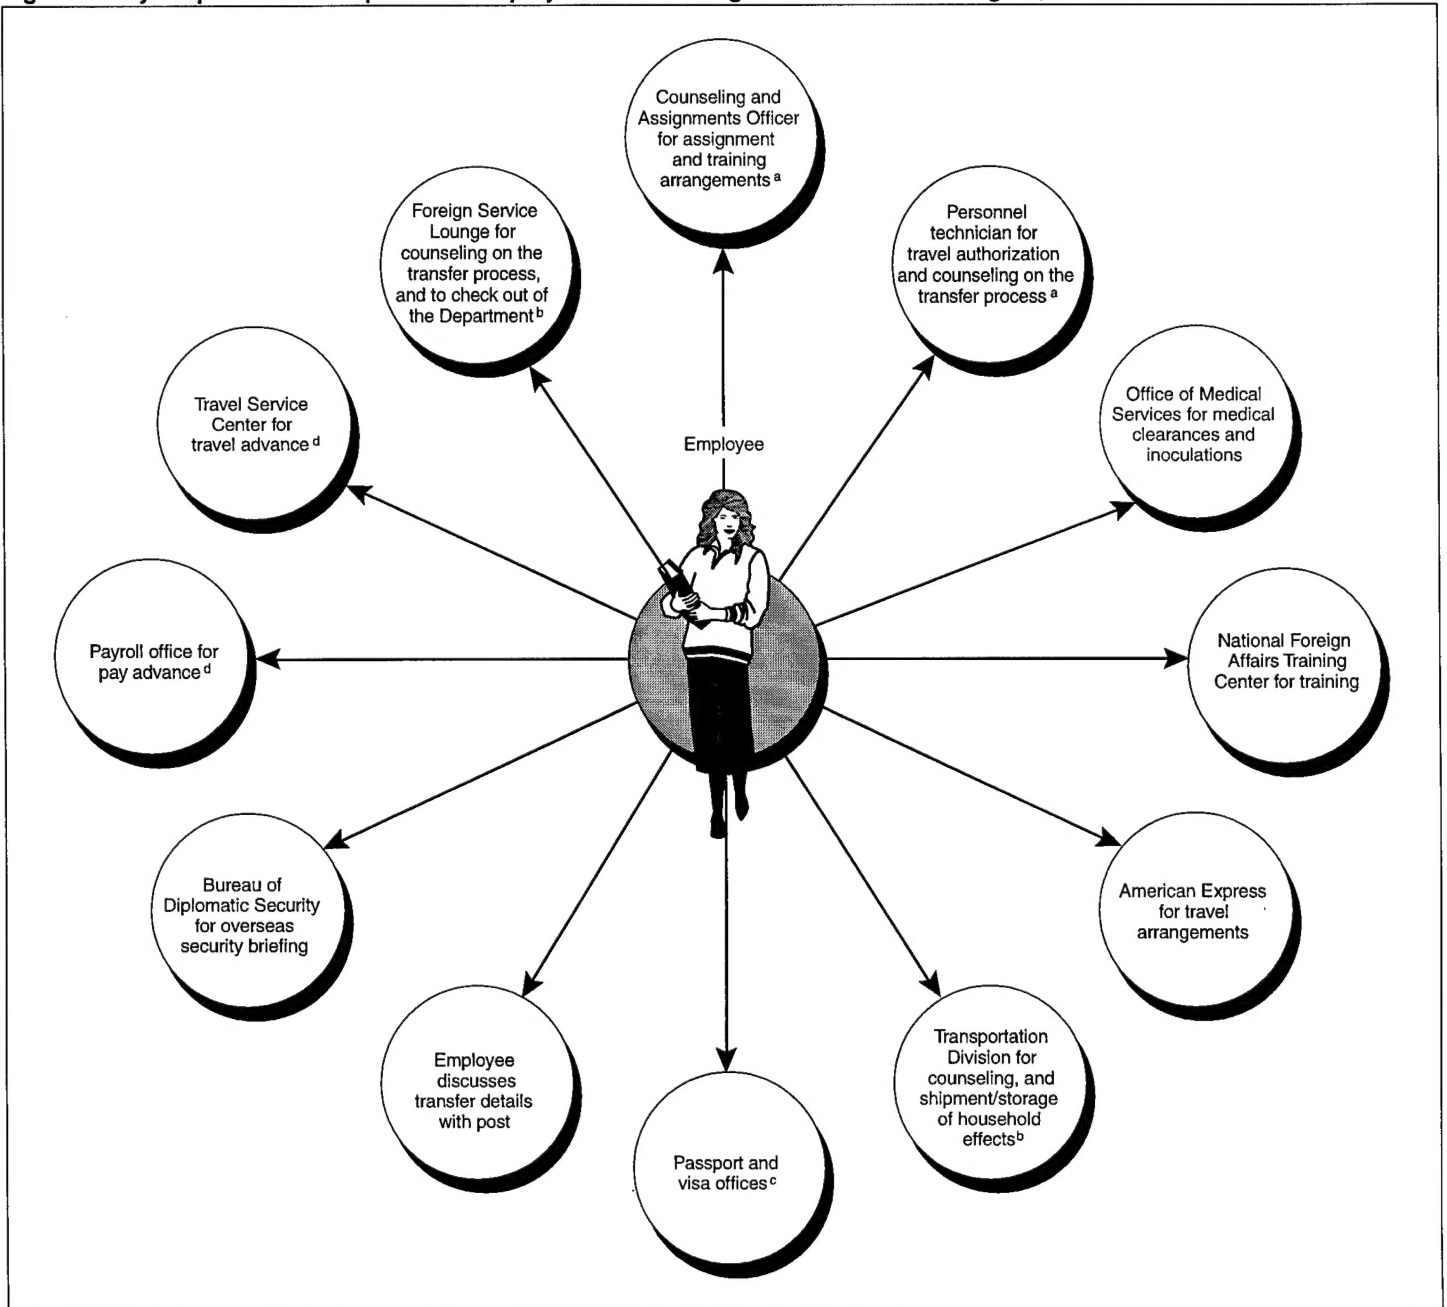 Counseling and
Assignments Officer
for assignment
and training
arrangements a
Foreign Service
Lounge for
counseling on the
transfer process,
and to check out of
the Department b
Personnel
technician for
travel authorization
and counseling on the
transfer process a
Travel Service
Center for
travel advance d
Office of Medical
Services for medical
clearances and
inoculations
Employee
Payroll office for
pay advance d
National Foreign
Affairs Training
Center for training
Bureau of
Diplomatic Security
for overseas
security briefing
American Express
for travel
arrangements
Employee
discusses
transfer details
with post
Transportation
Division for
counseling, and
shipment/storage
of household
effects b
Passport and
visa offices c